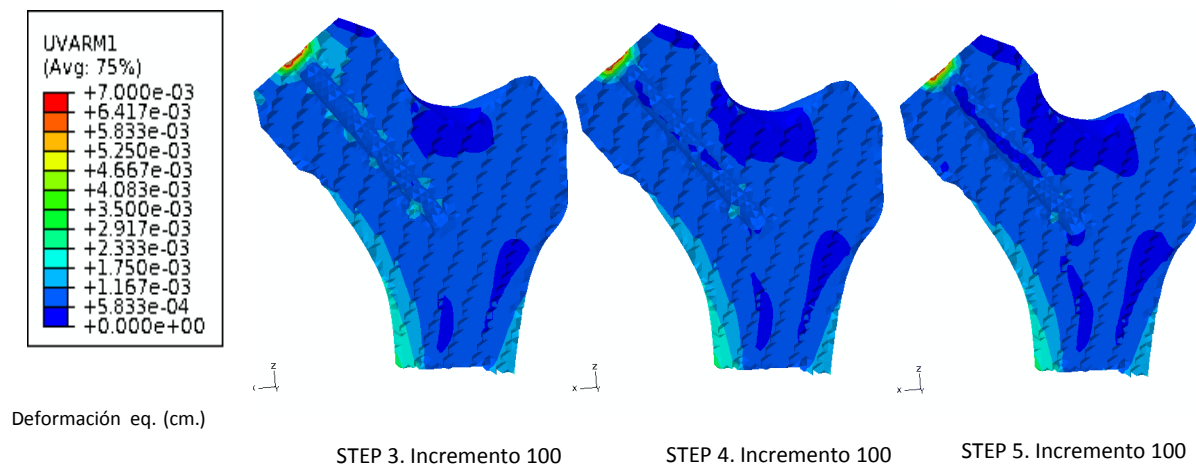 UVARM1
(Avg: 75%)
+7.000e-03
+6.417e-03
+5.833e-03
+5.250e-03
+4.667e-03
+4.083e-03
+3.500e-03
+2.917e-03
+2.333e-03
+1.750e-03
+1.167e-03
+5.833e-04
+0.000e+00
Z
Y
Z
X Y
Z
X Y
Deformación eq. (cm.)
STEP 3. Incremento 100
STEP 4. Incremento 100
STEP 5. Incremento 100